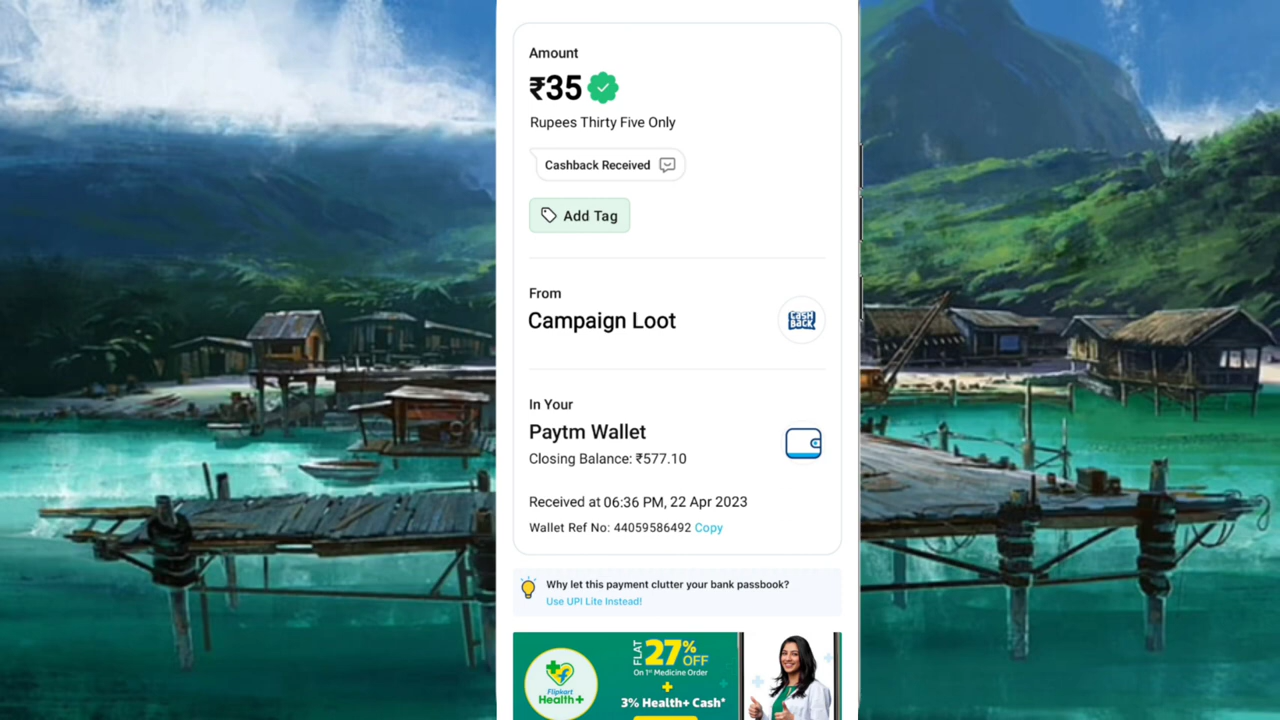 Amount
₹35
Rupees Thirty Five Only
Cashback Received
Add Tag
From
Campaign Loot
CASH
BACK
In Your
Paytm Wallet
Closing Balance: ₹577.10
Received at 06:36 PM, 22 Apr 2023
Wallet Ref No: 44059586492 Copy
Why let this payment clutter your bank passbook?
Use UPI Lite Instead!
Flipkart
Health+
FLAT 27% OFF
On 1st Medicine Order
+
3% Health+ Cash*